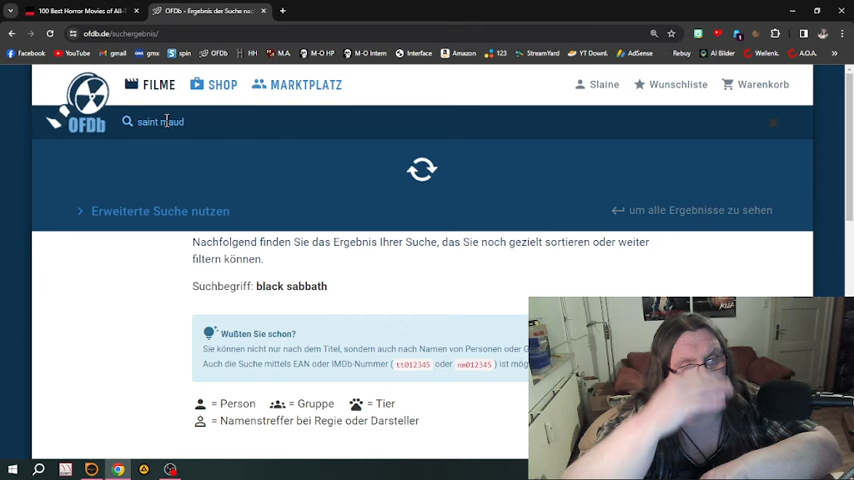 100 Best Horror Movies of All-T
OFDb - Ergebnis der Suche na
ofdb.de/suchergebnis/
Facebook
YouTube
gmail
gmx
spin
OFDb
HH
M.A.
M-O HP
M-O Intern
Interface
Amazon
123
StreamYard
YT Downl.
AdSense
Rebuy
AI Bilder
Wellenk.
A.O.A.
FILME
SHOP
MARKTPLATZ
Slaine
Wunschliste
Warenkorb
OFDb
saint maud
Erweiterte Suche nutzen
um alle Ergebnisse zu sehen
Nachfolgend finden Sie das Ergebnis Ihrer Suche, das Sie noch gezielt sortieren oder weiter
filtern können.
Suchbegriff: black sabbath
Wußten Sie schon?
Sie können nicht nur nach dem Titel, sondern auch nach Namen von Personen oder G
Auch die Suche mittels EAN oder IMDb-Nummer ( tt012345 oder nm012345 ) ist mög
= Person = Gruppe = Tier
= Namenstreffer bei Regie oder Darsteller